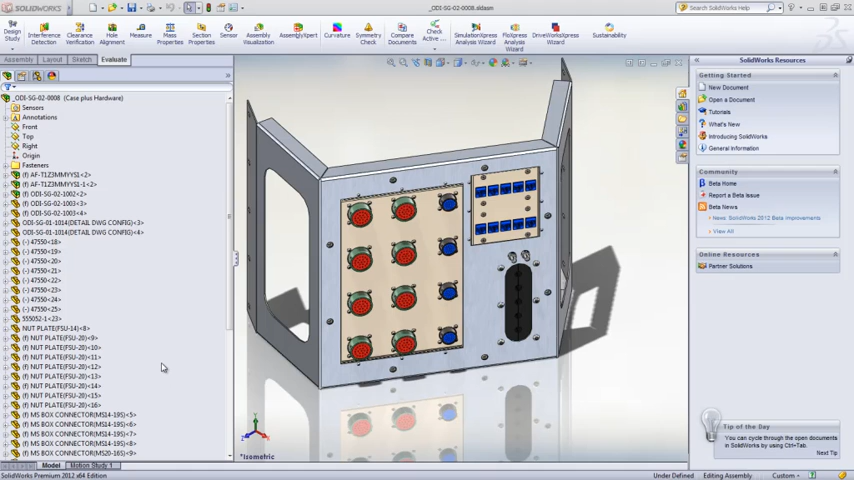 SOLIDWORKS
_ODI-SG-02-0008.sldasm
Search SolidWorks Help
Design Study
Interference Detection
Clearance Verification
Hole Alignment
Measure
Mass Properties
Section Properties
Sensor
Assembly Visualization
AssemblyXpert
Curvature
Symmetry Check
Compare Documents
Check Active ...
SimulationXpress Analysis Wizard
FloXpress Analysis Wizard
DriveWorksXpress Wizard
Sustainability
Assembly Layout Sketch Evaluate
_ODI-SG-02-0008 (Case plus Hardware)
Sensors
Annotations
Front
Top
Right
Origin
Fasteners
(f) AF-T1Z3MMYYS1<2>
(f) AF-T1Z3MMYYS1-1<2>
(f) ODI-SG-1002<2>
(f) ODI-SG-1003<3>
(f) ODI-SG-1003<4>
ODI-SG-01-1014(DETAIL DWG CONFIG)<3>
ODI-SG-01-1014(DETAIL DWG CONFIG)<4>
(-) 47550<18>
(-) 47550<19>
(-) 47550<20>
(-) 47550<21>
(-) 47550<22>
(-) 47550<23>
(-) 47550<24>
(-) 47550<25>
S55052-1<23>
NUT PLATE(FSU-14)<8>
(f) NUT PLATE(FSU-20)<9>
(f) NUT PLATE(FSU-20)<10>
(f) NUT PLATE(FSU-20)<11>
(f) NUT PLATE(FSU-20)<12>
(f) NUT PLATE(FSU-20)<13>
(f) NUT PLATE(FSU-20)<14>
(f) NUT PLATE(FSU-20)<15>
(f) NUT PLATE(FSU-20)<16>
(f) MS BOX CONNECTOR(MS14-19S)<5>
(f) MS BOX CONNECTOR(MS14-19S)<6>
(f) MS BOX CONNECTOR(MS14-19S)<7>
(f) MS BOX CONNECTOR(MS14-19S)<8>
(f) MS BOX CONNECTOR(MS20-16S)<9>
*Isometric
SolidWorks Resources
Getting Started
New Document
Open a Document
Tutorials
What's New
Introducing SolidWorks
General Information
Community
Beta Home
Report a Beta Issue
Beta News
News: SolidWorks 2012 Beta Improvements
View All
Online Resources
Partner Solutions
Tip of the Day
You can cycle through the open documents in SolidWorks by using Ctrl+Tab.
Next Tip
Model Motion Study 1
SolidWorks Premium 2012 x64 Edition
Under Defined
Editing Assembly
Custom